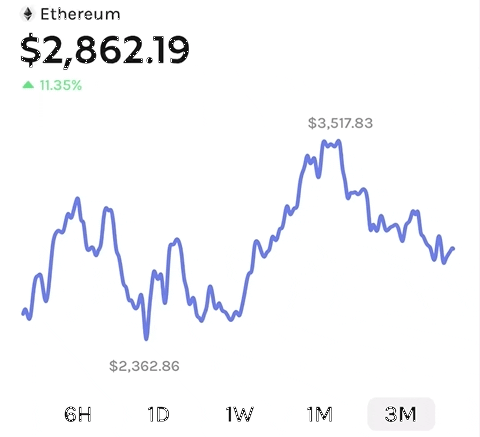 Ethereum
$2,862.19
11.35%
$3,517.83
$2,362.86
6H 1D 1W 1M 3M